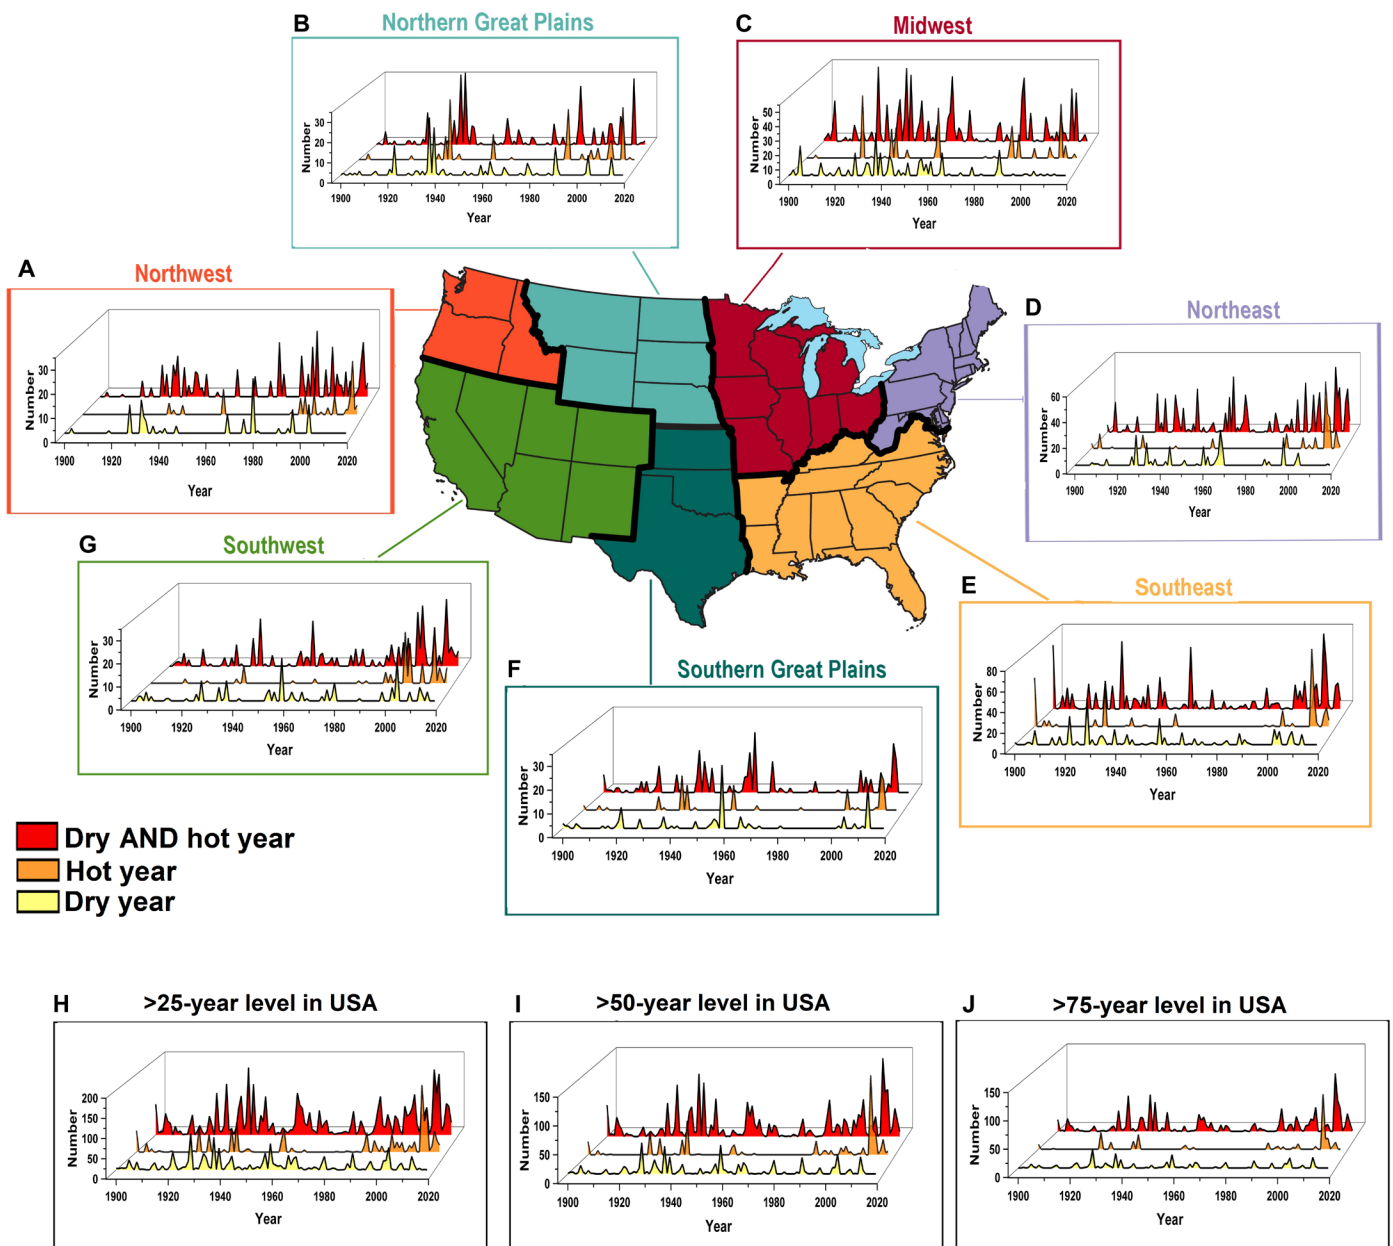 B Northern Great Plains
Number
30
20
10
0
1900 1920 1940 1960 1980 2000 2020
Year
C Midwest
Number
50
40
30
20
10
0
1900 1920 1940 1960 1980 2000 2020
Year
A Northwest
Number
30
20
10
0
1900 1920 1940 1960 1980 2000 2020
Year
D Northeast
Number
60
40
20
0
1900 1920 1940 1960 1980 2000 2020
Year
G Southwest
Number
30
20
10
0
1900 1920 1940 1960 1980 2000 2020
Year
E Southeast
Number
80
60
40
20
0
1900 1920 1940 1960 1980 2000 2020
Year
F Southern Great Plains
Number
30
20
10
0
1900 1920 1940 1960 1980 2000 2020
Year
Dry AND hot year
Hot year
Dry year
H >25-year level in USA
Number
200
150
100
50
0
1900 1920 1940 1960 1980 2000 2020
Year
I >50-year level in USA
Number
150
100
50
0
1900 1920 1940 1960 1980 2000 2020
Year
J >75-year level in USA
Number
150
100
50
0
1900 1920 1940 1960 1980 2000 2020
Year